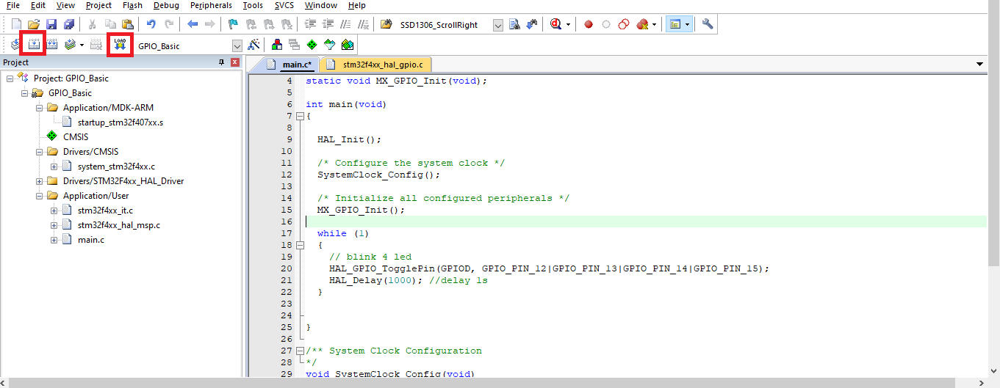 File Edit View Project Flash Debug Peripherals Tools SVCS Window Help
SSD1306_ScrollRight
LOAD GPIO_Basic
Project
main.c* stm32f4xx_hal_gpio.c
Project: GPIO_Basic
GPIO_Basic
Application/MDK-ARM
startup_stm32f407xx.s
CMSIS
Drivers/CMSIS
system_stm32f4xx.c
Drivers/STM32F4xx_HAL_Driver
Application/User
stm32f4xx_it.c
stm32f4xx_hal_msp.c
main.c
4 static void MX_GPIO_Init(void);
5
6 int main(void)
7 {
8
9 HAL_Init();
10
11 /* Configure the system clock */
12 SystemClock_Config();
13
14 /* Initialize all configured peripherals */
15 MX_GPIO_Init();
16
17 while (1)
18 {
19 // blink 4 led
20 HAL_GPIO_TogglePin(GPIOD, GPIO_PIN_12|GPIO_PIN_13|GPIO_PIN_14|GPIO_PIN_15);
21 HAL_Delay(1000); //delay 1s
22 }
23
24
25 }
26
27 /** System Clock Configuration
28 */
29 void SystemClock_Config(void)